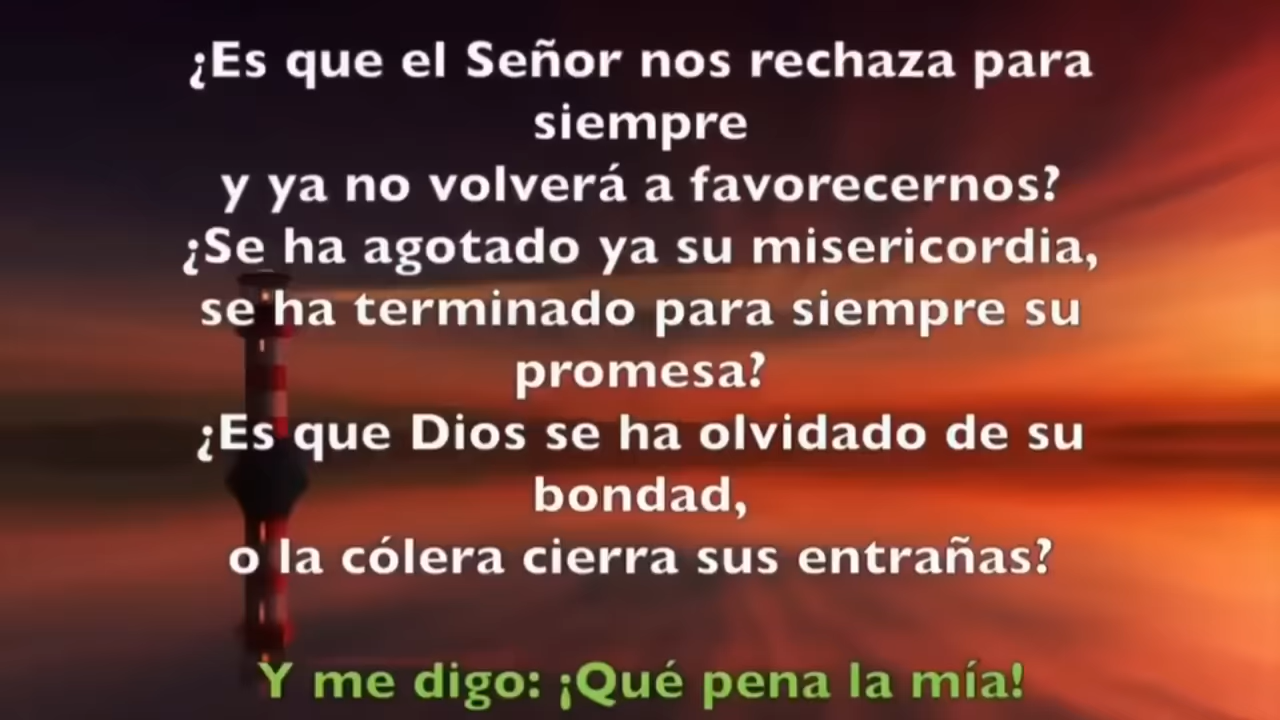 ¿Es que el Señor nos rechaza para
siempre
y ya no volverá a favorecernos?
¿Se ha agotado ya su misericordia,
se ha terminado para siempre su
promesa?
¿Es que Dios se ha olvidado de su
bondad,
o la cólera cierra sus entrañas?
Y me digo: ¡Qué pena la mía!